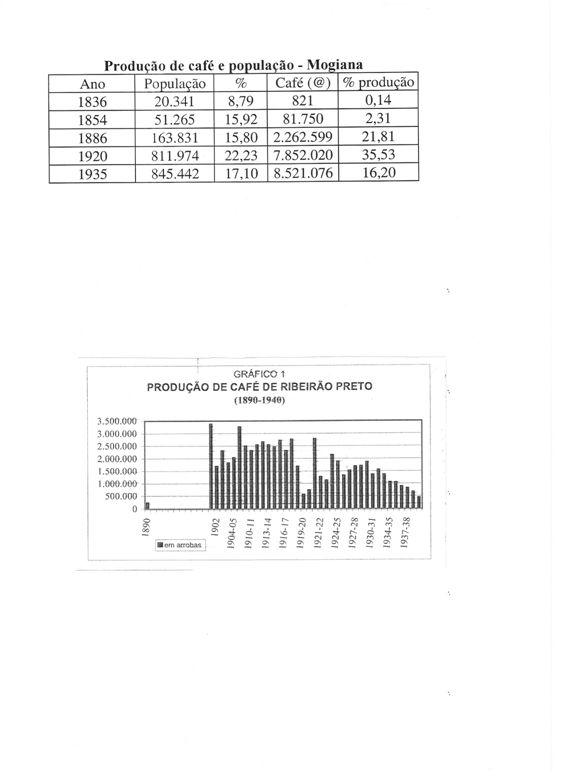 Produção de café e população - Mogiana
Ano População % Café (@) % produção
1836 20.341 8,79 821 0,14
1854 51.265 15,92 81.750 2,31
1886 163.831 15,80 2.262.599 21,81
1920 811.974 22,23 7.852.020 35,53
1935 845.442 17,10 8.521.076 16,20
GRÁFICO 1
PRODUÇÃO DE CAFÉ DE RIBEIRÃO PRETO
(1890-1940)
3.500.000
3.000.000
2.500.000
2.000.000
1.500.000
1.000.000
500.000
0
1890
1902
1904-05
1910-11
1913-14
1916-17
1919-20
1921-22
1924-25
1927-28
1930-31
1934-35
1937-38
em arrobas